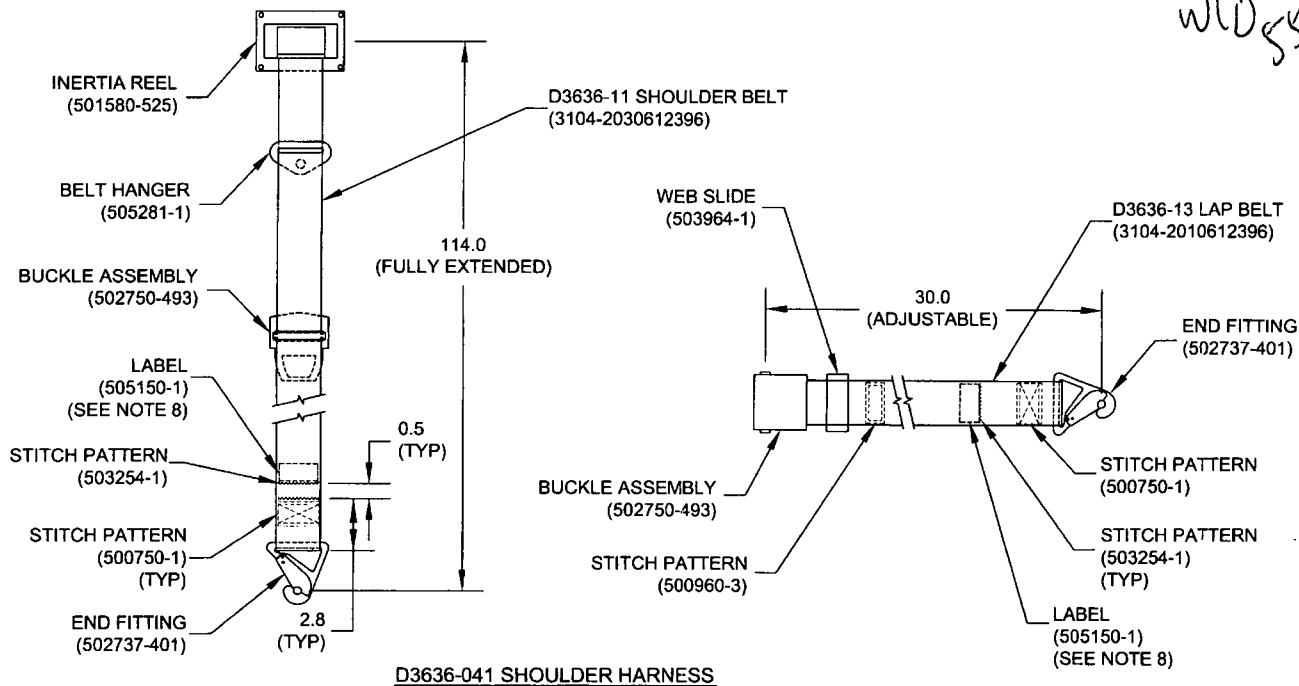 INERTIA REEL
(501580-525)
D3636-11 SHOULDER BELT
(3104-2030612396)
BELT HANGER
(505281-1)
114.0
(FULLY EXTENDED)
BUCKLE ASSEMBLY
(502750-493)
LABEL
(505150-1)
(SEE NOTE 8)
0.5
(TYP)
STITCH PATTERN
(503254-1)
STITCH PATTERN
(500750-1)
(TYP)
END FITTING
(502737-401)
2.8
(TYP)
WEB SLIDE
(503964-1)
D3636-13 LAP BELT
(3104-2010612396)
30.0
(ADJUSTABLE)
END FITTING
(502737-401)
BUCKLE ASSEMBLY
(502750-493)
STITCH PATTERN
(500960-3)
STITCH PATTERN
(500750-1)
STITCH PATTERN
(503254-1)
(TYP)
LABEL
(505150-1)
(SEE NOTE 8)
D3636-041 SHOULDER HARNESS